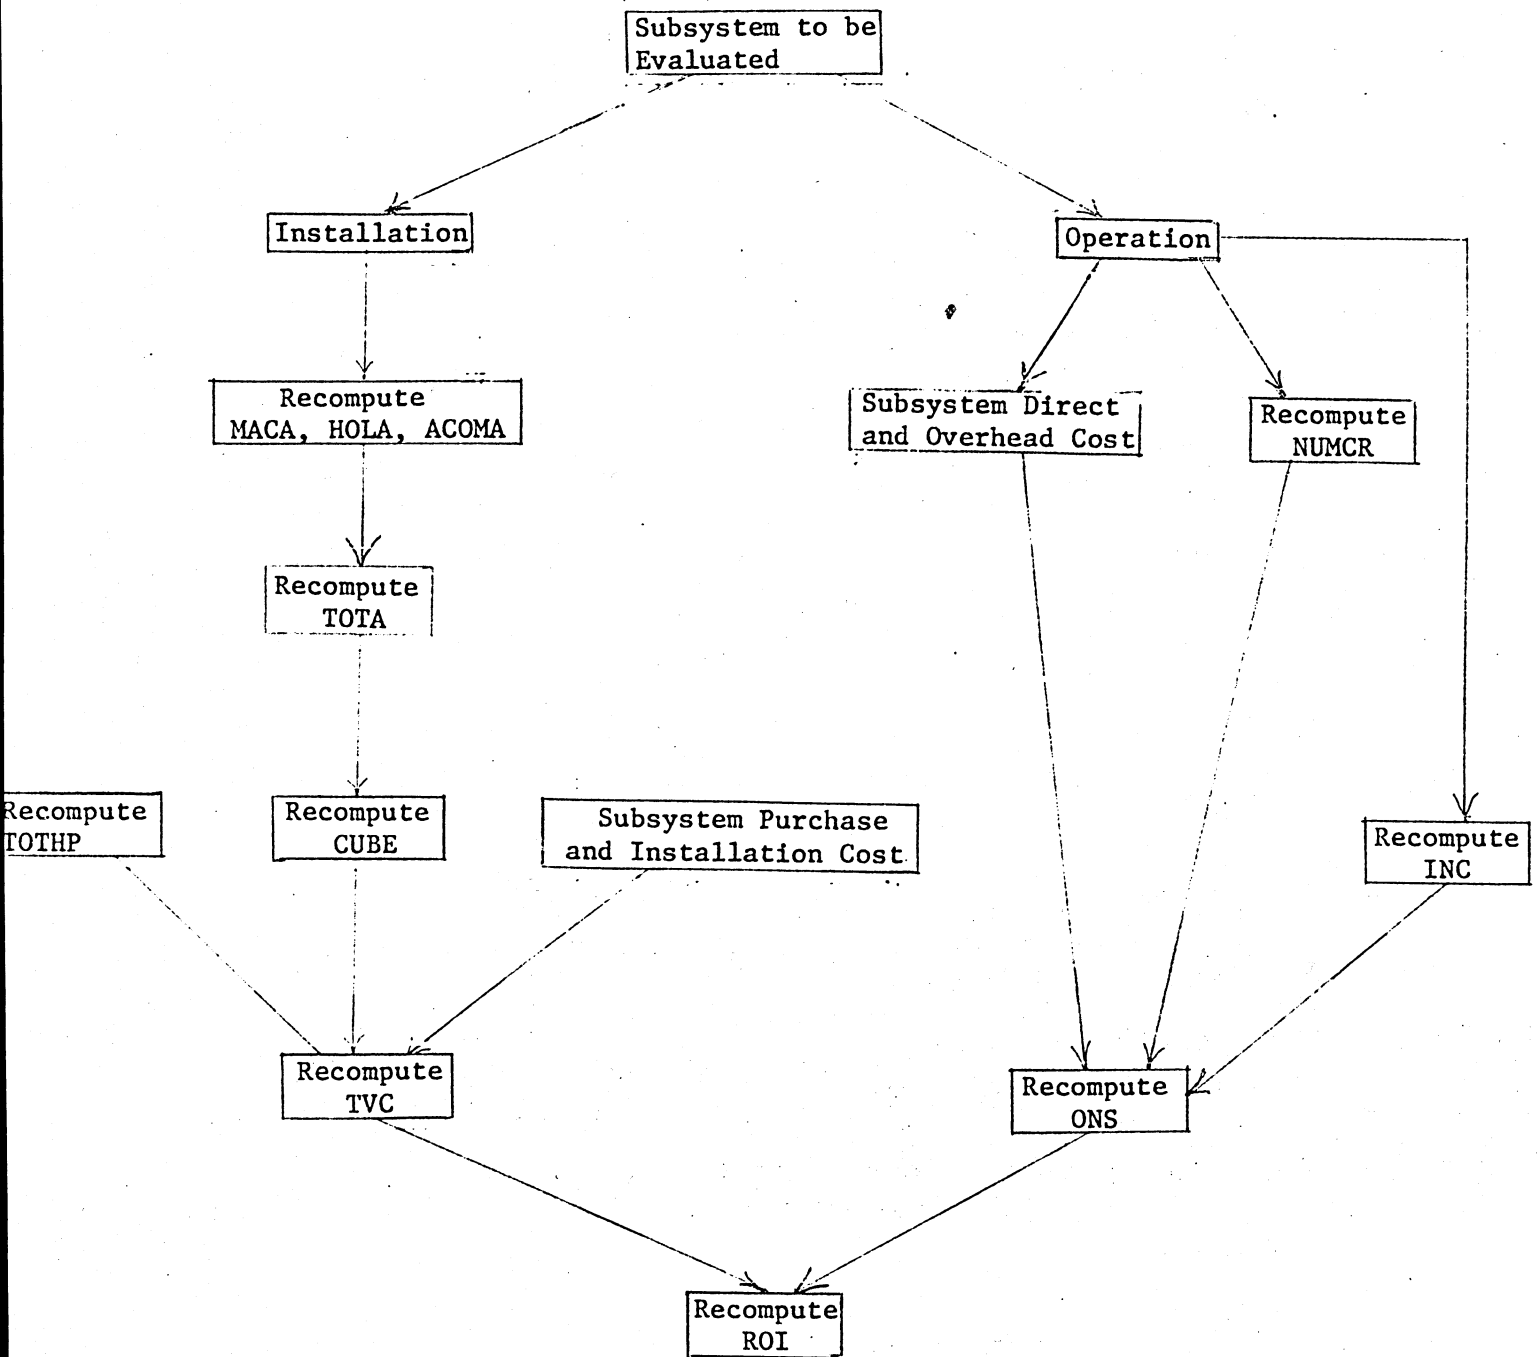 Subsystem to be
Evaluated
Installation
Operation
Recompute
MACA, HOLA, ACOMA
Subsystem Direct
and Overhead Cost
Recompute
NUMCR
Recompute
TOTA
Recompute
TOTHP
Recompute
CUBE
Subsystem Purchase
and Installation Cost
Recompute
INC
Recompute
TVC
Recompute
ONS
Recompute
ROI